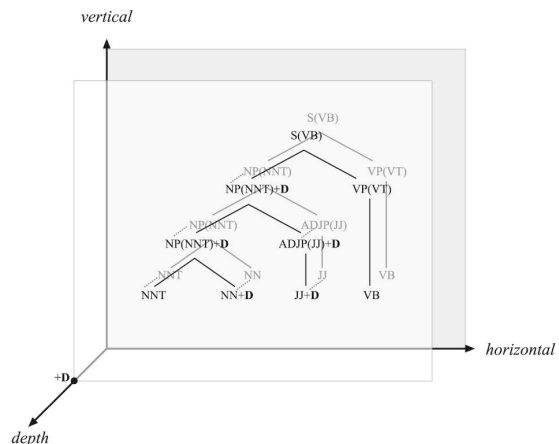 vertical
S(VB)
S(VB)
NP(NNT) VP(VT)
NP(NNT)+D VP(VT)
NP(NNT) ADJP(JJ)
NP(NNT)+D ADJP(JJ)+D
NNT NN JJ VB
NNT NN+D JJ+D VB
horizontal
+D
depth